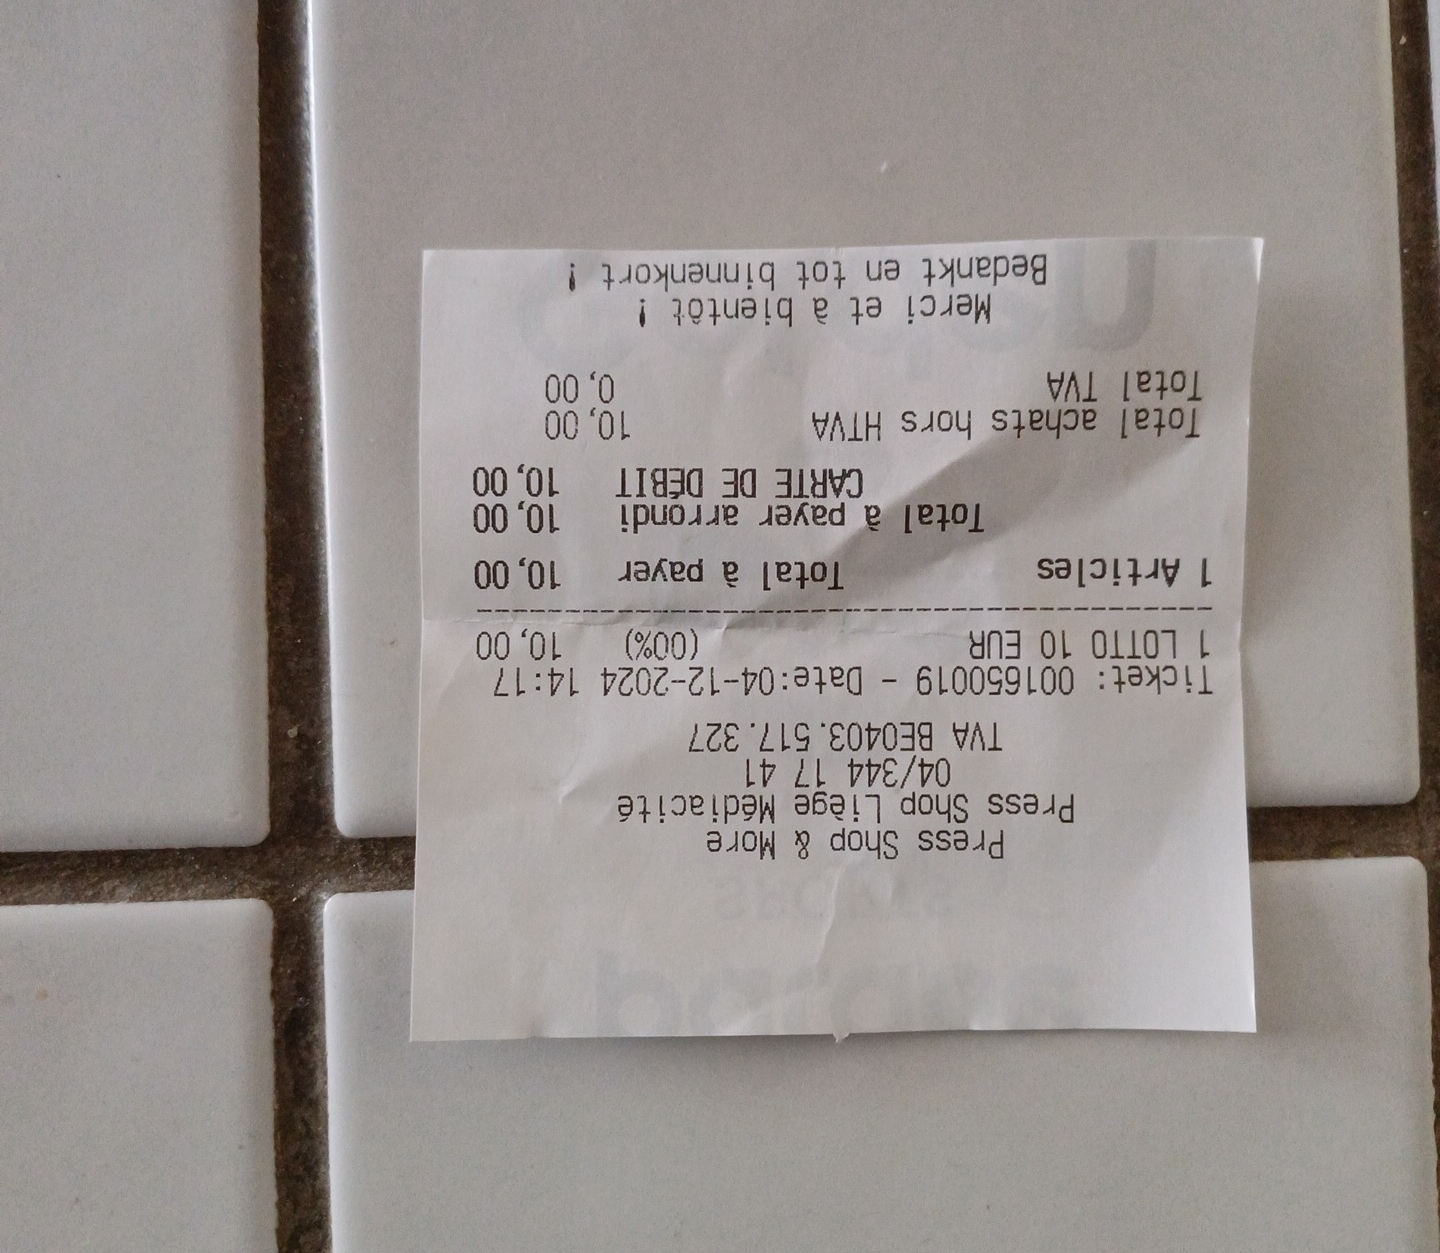 Press Shop & More
Press Shop Liège Médiacité
04/344 17 41
TVA BE0403.517.327
Ticket: 001650019 - Date:04-12-2024 14:17
1 LOTTO 10 EUR (00%) 10,00
1 Articles Total à payer 10,00
Total à payer arrondi 10,00
CARTE DE DÉBIT 10,00
Total achats hors HTVA 10,00
Total TVA 0,00
Merci et à bientôt !
Bedankt en tot binnenkort !